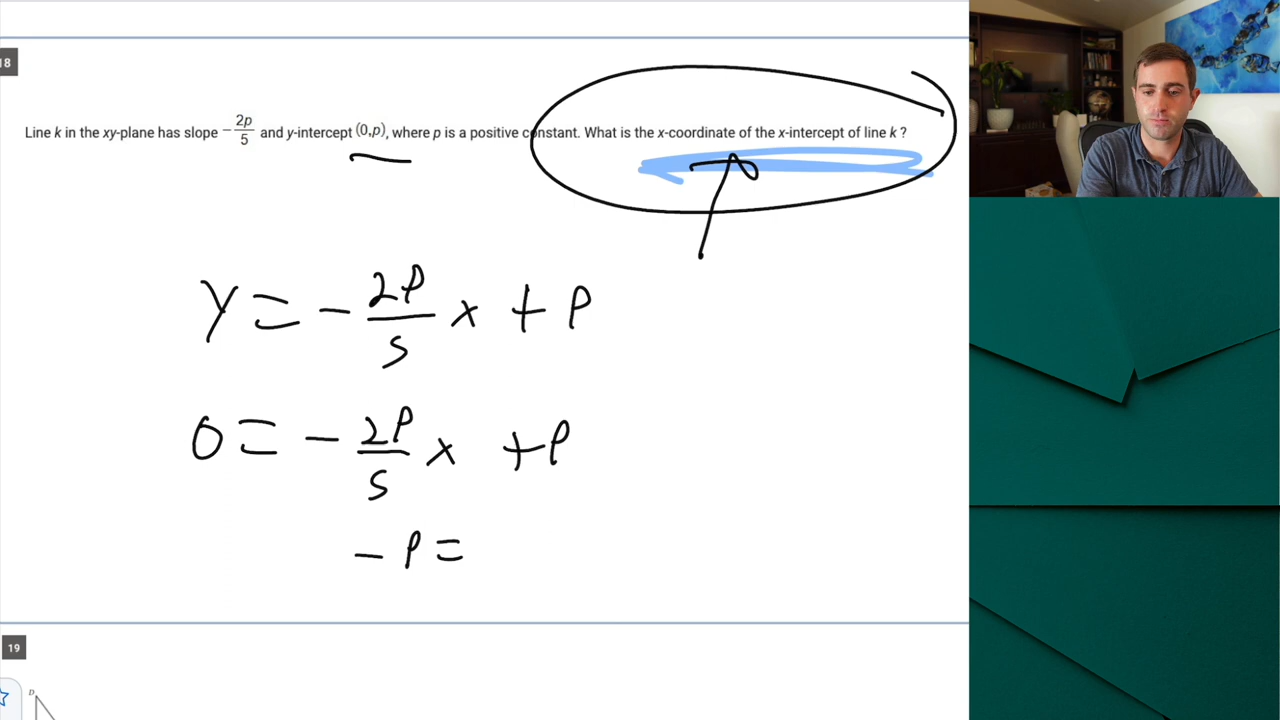 18
Line k in the xy-plane has slope −2p/5 and y-intercept (0,p), where p is a positive constant. What is the x-coordinate of the x-intercept of line k ?
y = − 2P/5 x + P
0 = − 2P/5 x + P
− P =
19
D